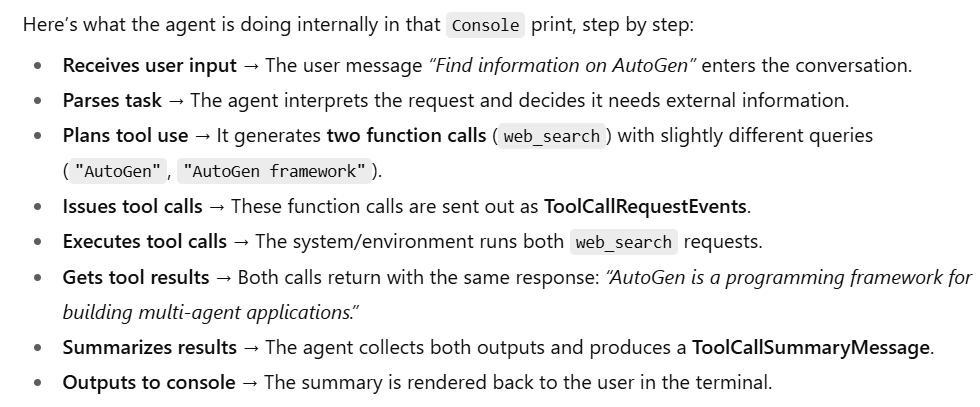 Here's what the agent is doing internally in that Console print, step by step:
• Receives user input → The user message “Find information on AutoGen” enters the conversation.
• Parses task → The agent interprets the request and decides it needs external information.
• Plans tool use → It generates two function calls (web_search) with slightly different queries
("AutoGen", "AutoGen framework").
• Issues tool calls → These function calls are sent out as ToolCallRequestEvents.
• Executes tool calls → The system/environment runs both web_search requests.
• Gets tool results → Both calls return with the same response: “AutoGen is a programming framework for
building multi-agent applications.”
• Summarizes results → The agent collects both outputs and produces a ToolCallSummaryMessage.
• Outputs to console → The summary is rendered back to the user in the terminal.